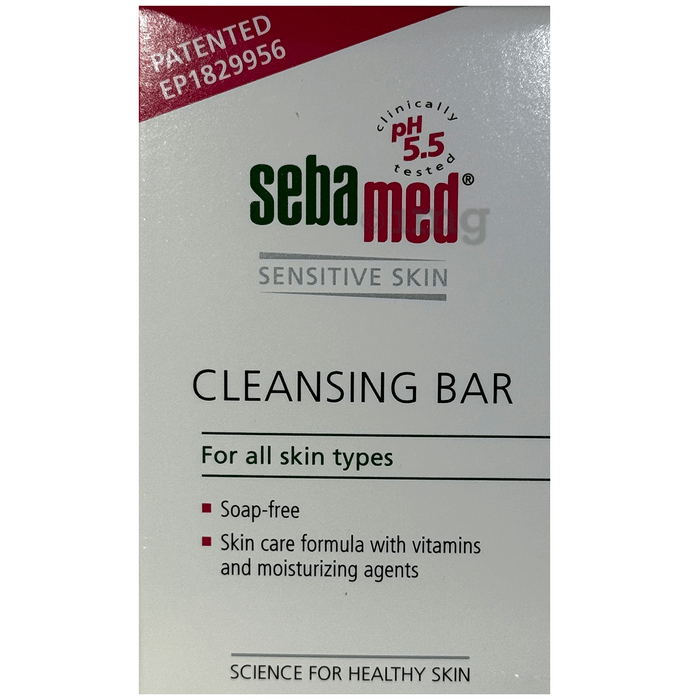 PATENTED
EP1829956
clinically
pH
5.5
tested
sebamed®
SENSITIVE SKIN
CLEANSING BAR
For all skin types
Soap-free
Skin care formula with vitamins
and moisturizing agents
SCIENCE FOR HEALTHY SKIN